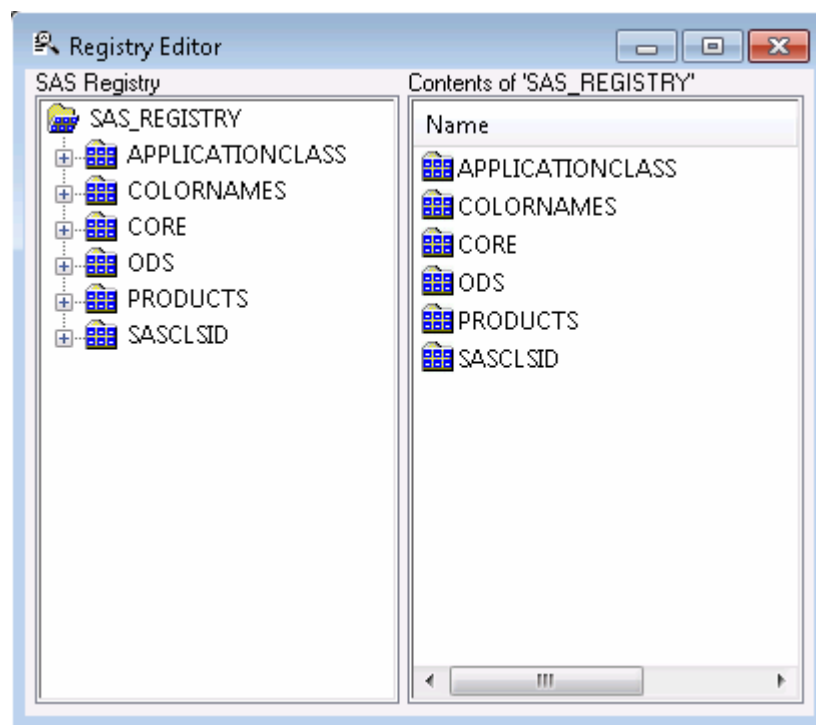 Registry Editor
SAS Registry
Contents of 'SAS_REGISTRY'
SAS_REGISTRY
APPLICATIONCLASS
COLORNAMES
CORE
ODS
PRODUCTS
SASCLSID
Name
APPLICATIONCLASS
COLORNAMES
CORE
ODS
PRODUCTS
SASCLSID